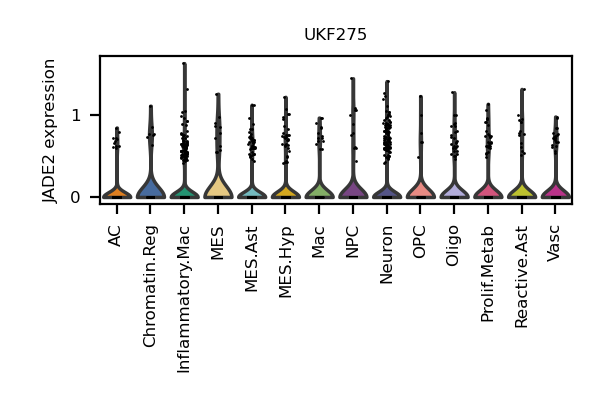 UKF275
JADE2 expression
1
0
AC
Chromatin.Reg
Inflammatory.Mac
MES
MES.Ast
MES.Hyp
Mac
NPC
Neuron
OPC
Oligo
Prolif.Metab
Reactive.Ast
Vasc